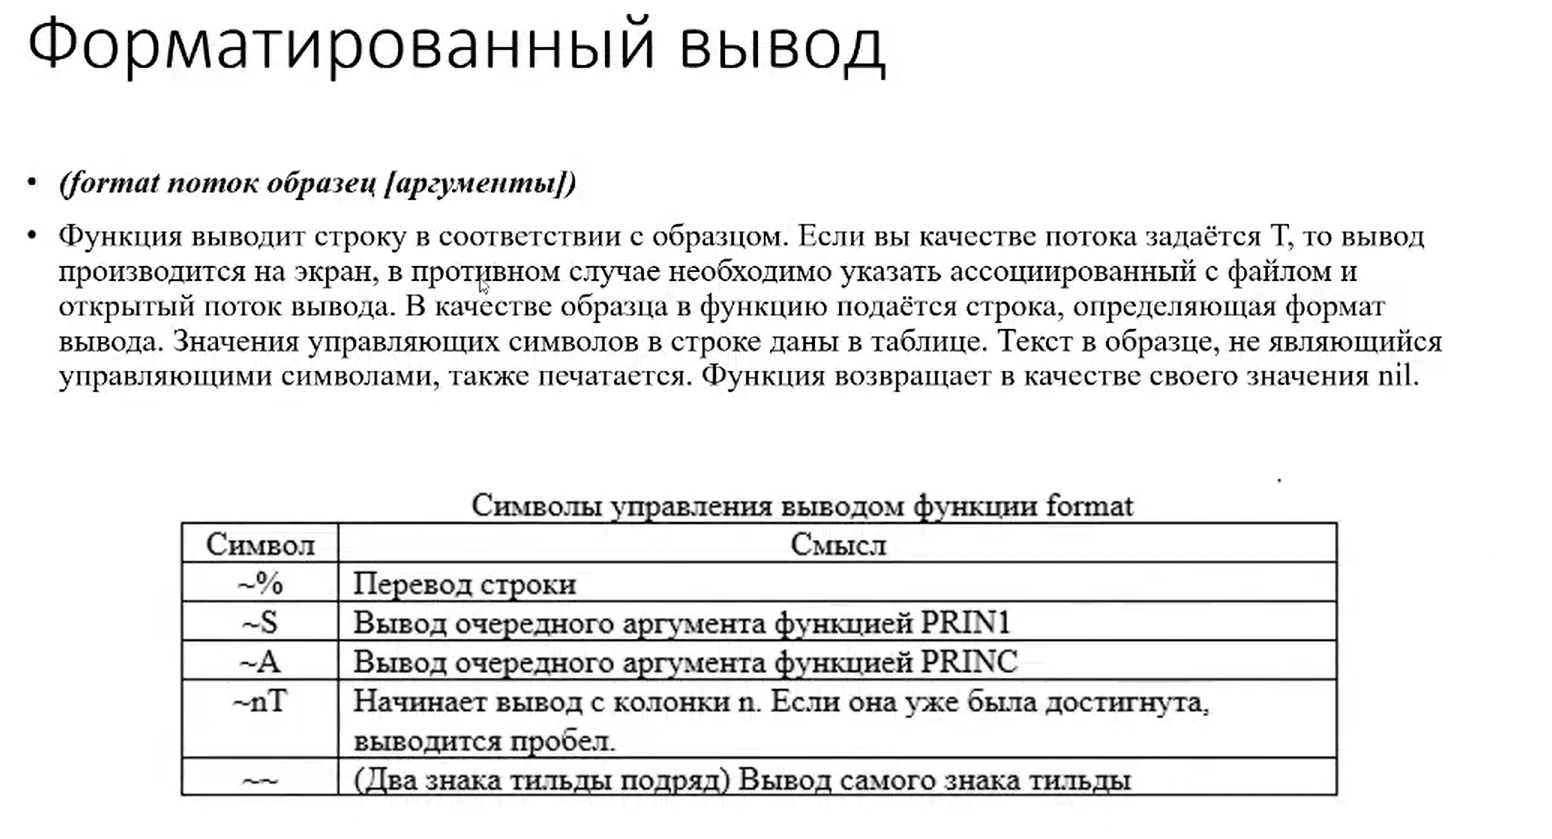 Форматированный вывод
• (format поток образец [аргументы])
• Функция выводит строку в соответствии с образцом. Если вы качестве потока задаётся T, то вывод
производится на экран, в противном случае необходимо указать ассоциированный с файлом и
открытый поток вывода. В качестве образца в функцию подаётся строка, определяющая формат
вывода. Значения управляющих символов в строке даны в таблице. Текст в образце, не являющийся
управляющими символами, также печатается. Функция возвращает в качестве своего значения nil.
Символы управления выводом функции format
Символ Смысл
~% Перевод строки
~S Вывод очередного аргумента функцией PRIN1
~A Вывод очередного аргумента функцией PRINC
~nT Начинает вывод с колонки n. Если она уже была достигнута,
выводится пробел.
~~ (Два знака тильды подряд) Вывод самого знака тильды